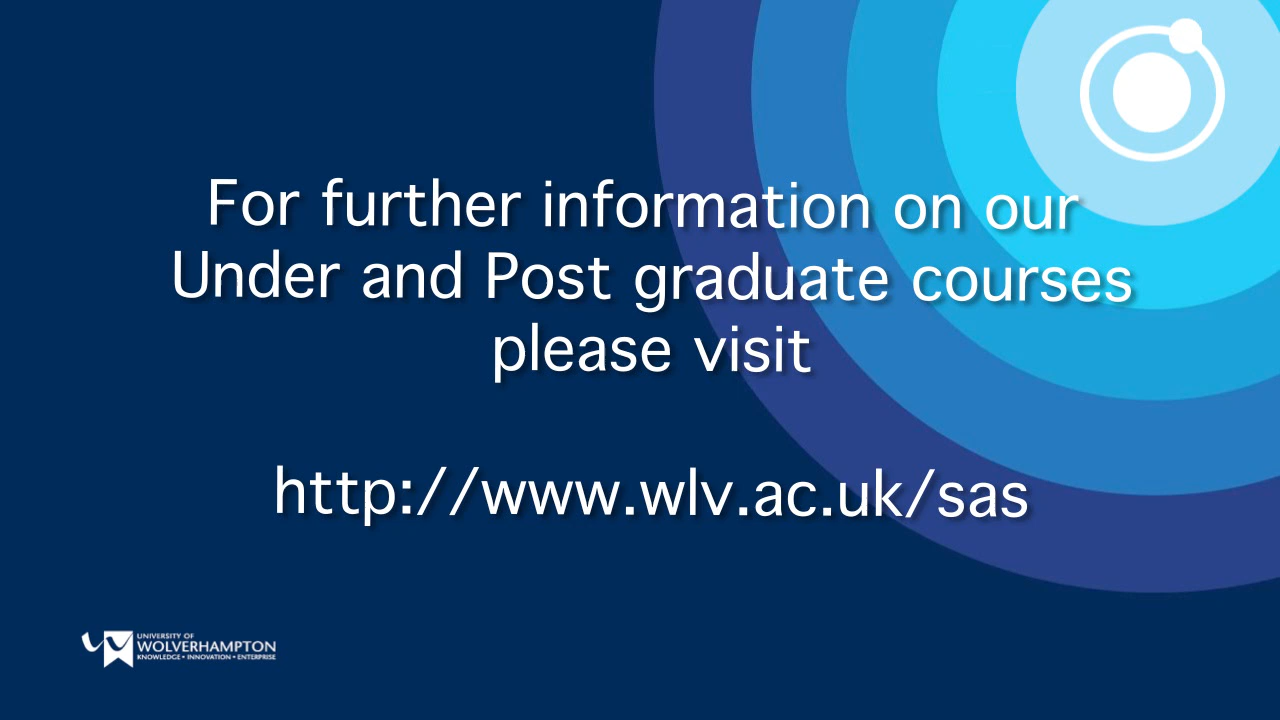 For further information on our
Under and Post graduate courses
please visit
http://www.wlv.ac.uk/sas
UNIVERSITY OF
WOLVERHAMPTON
KNOWLEDGE • INNOVATION • ENTERPRISE